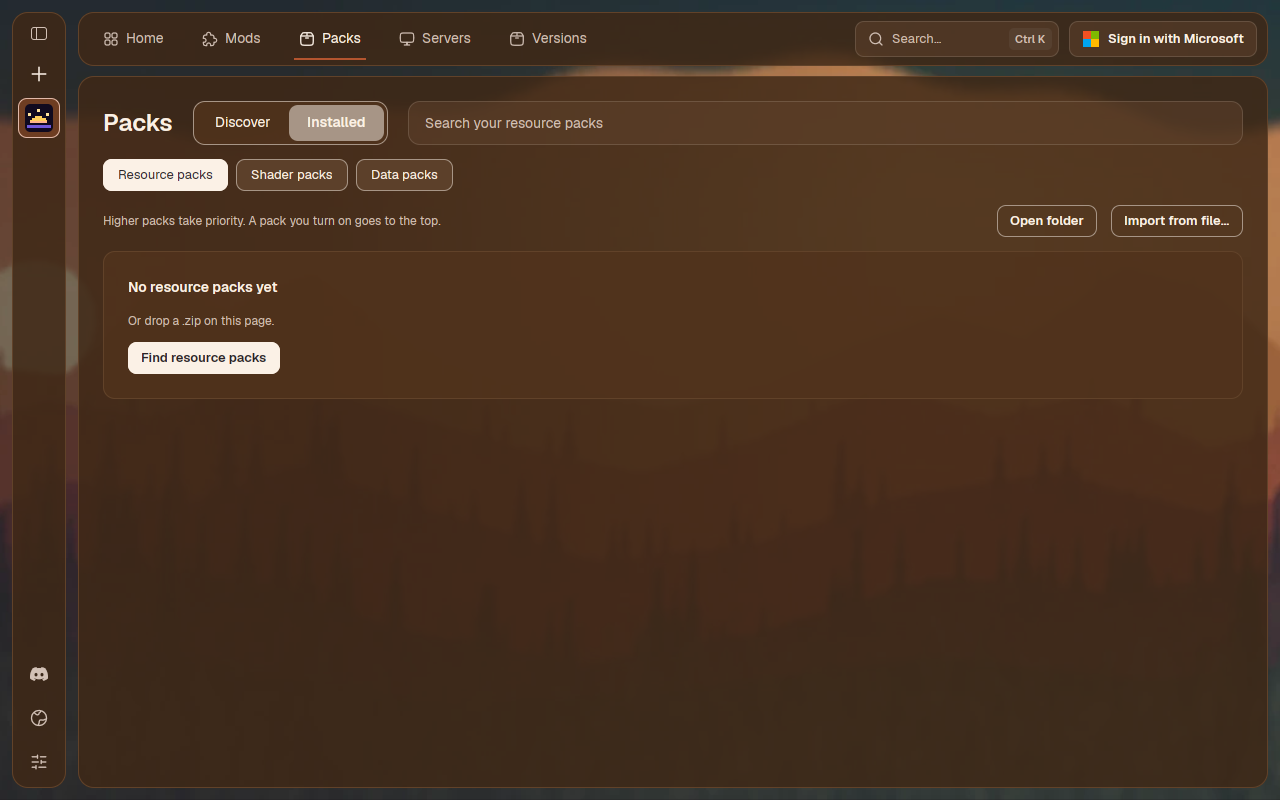 Home
Mods
Packs
Servers
Versions
Search...
Ctrl K
Sign in with Microsoft
Packs
Discover
Installed
Search your resource packs
Resource packs
Shader packs
Data packs
Higher packs take priority. A pack you turn on goes to the top.
Open folder
Import from file...
No resource packs yet
Or drop a .zip on this page.
Find resource packs